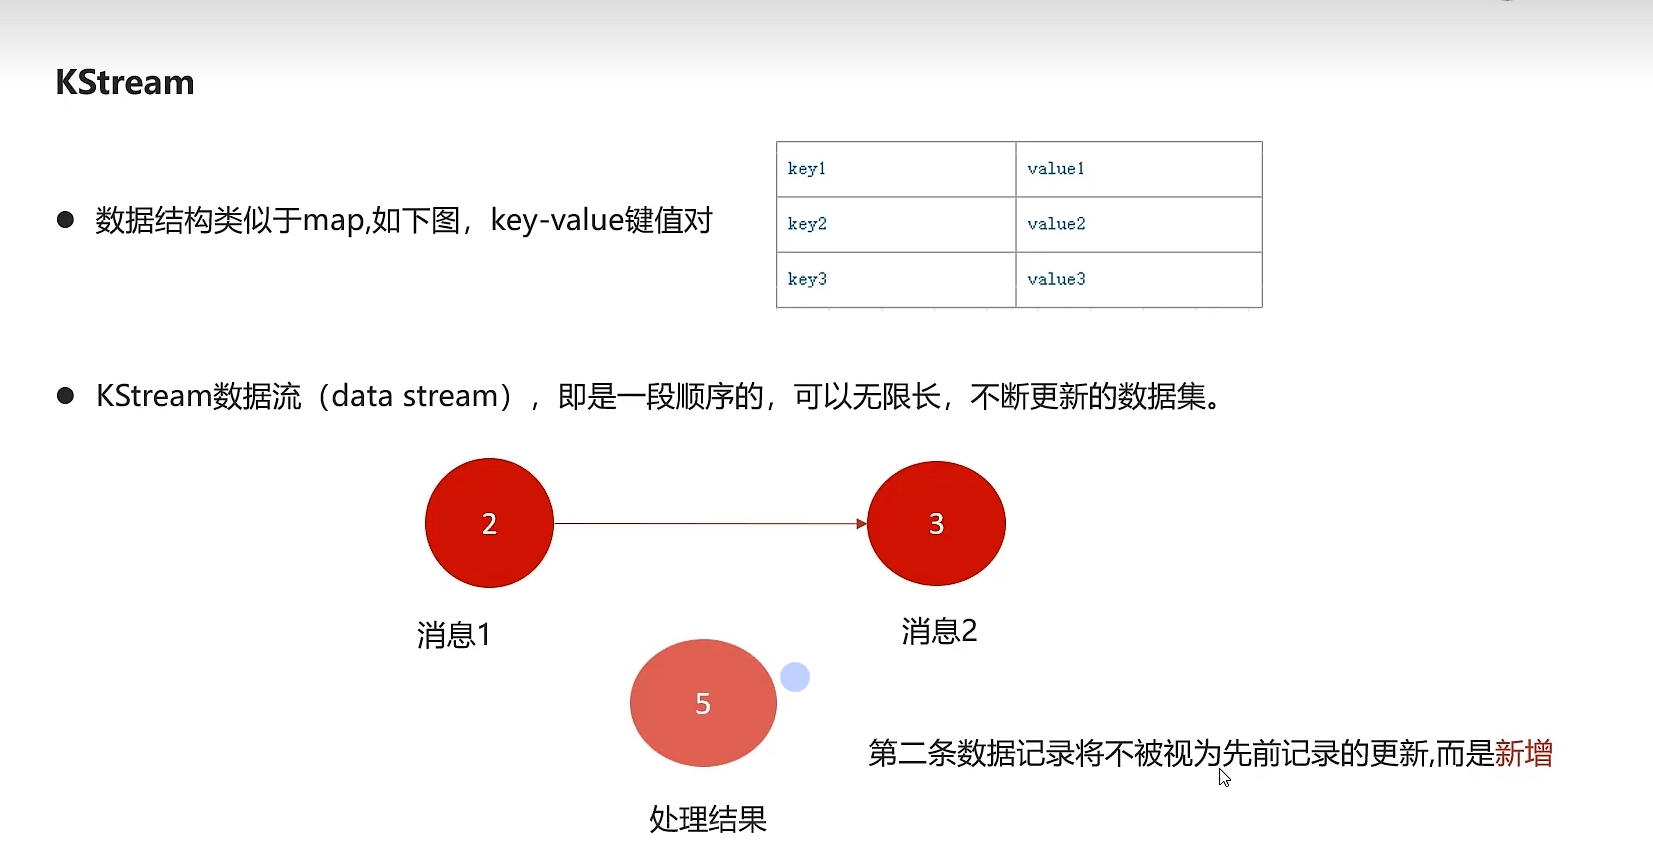 KStream
key1 value1
数据结构类似于map,如下图，key-value键值对
key2 value2
key3 value3
KStream数据流（data stream），即是一段顺序的，可以无限长，不断更新的数据集。
2 3
消息1 消息2
5
第二条数据记录将不被视为先前记录的更新,而是新增
处理结果